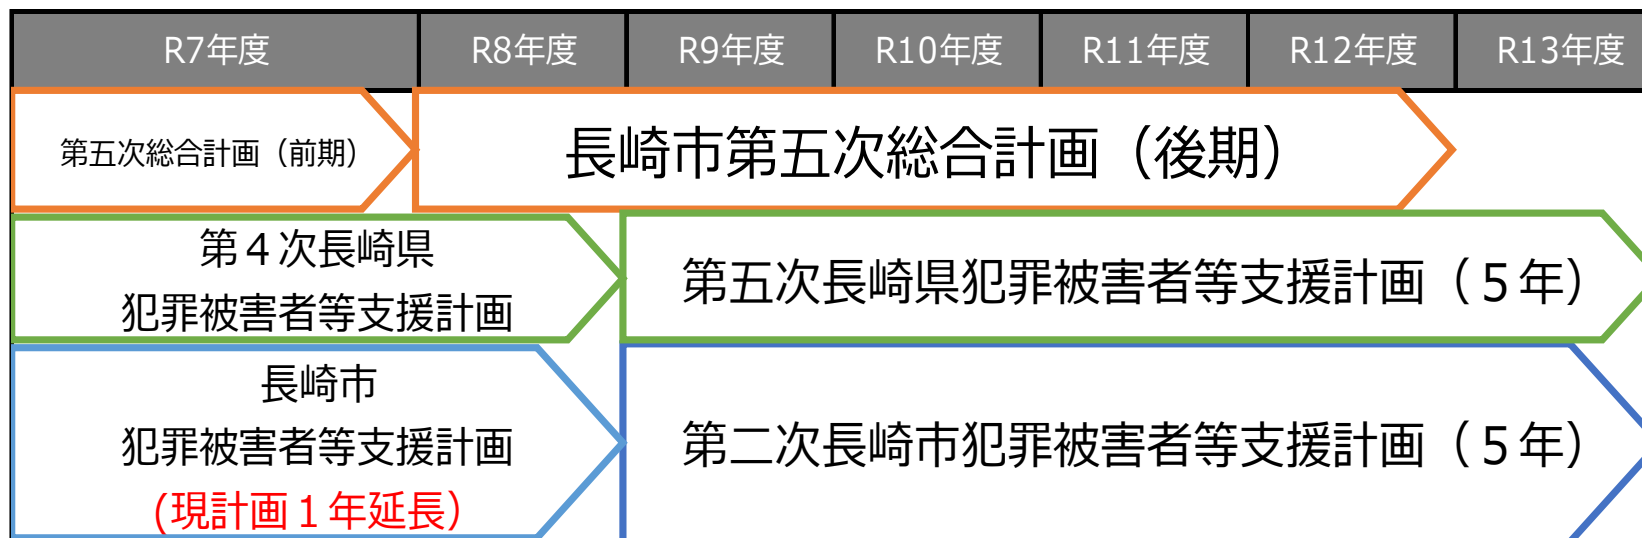 R7年度 R8年度 R9年度 R10年度 R11年度 R12年度 R13年度
第五次総合計画（前期）
長崎市第五次総合計画（後期）
第４次長崎県
犯罪被害者等支援計画
第五次長崎県犯罪被害者等支援計画（５年）
長崎市
犯罪被害者等支援計画
(現計画１年延長）
第二次長崎市犯罪被害者等支援計画（５年）